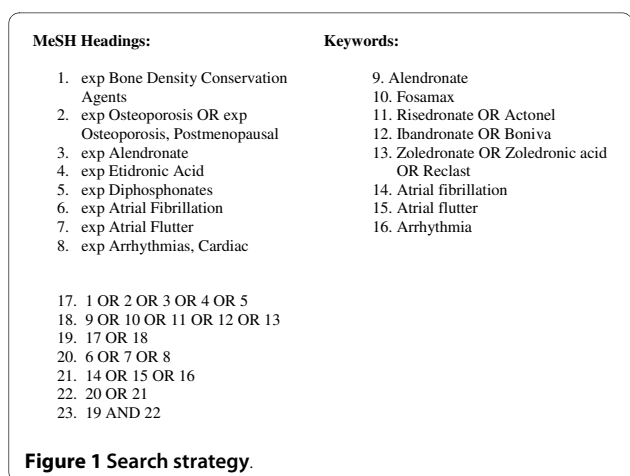 MeSH Headings:
1. exp Bone Density Conservation
Agents
2. exp Osteoporosis OR exp
Osteoporosis, Postmenopausal
3. exp Alendronate
4. exp Etidronic Acid
5. exp Diphosphonates
6. exp Atrial Fibrillation
7. exp Atrial Flutter
8. exp Arrhythmias, Cardiac
Keywords:
9. Alendronate
10. Fosamax
11. Risedronate OR Actonel
12. Ibandronate OR Boniva
13. Zoledronate OR Zoledronic acid
OR Reclast
14. Atrial fibrillation
15. Atrial flutter
16. Arrhythmia
17. 1 OR 2 OR 3 OR 4 OR 5
18. 9 OR 10 OR 11 OR 12 OR 13
19. 17 OR 18
20. 6 OR 7 OR 8
21. 14 OR 15 OR 16
22. 20 OR 21
23. 19 AND 22
Figure 1 Search strategy.